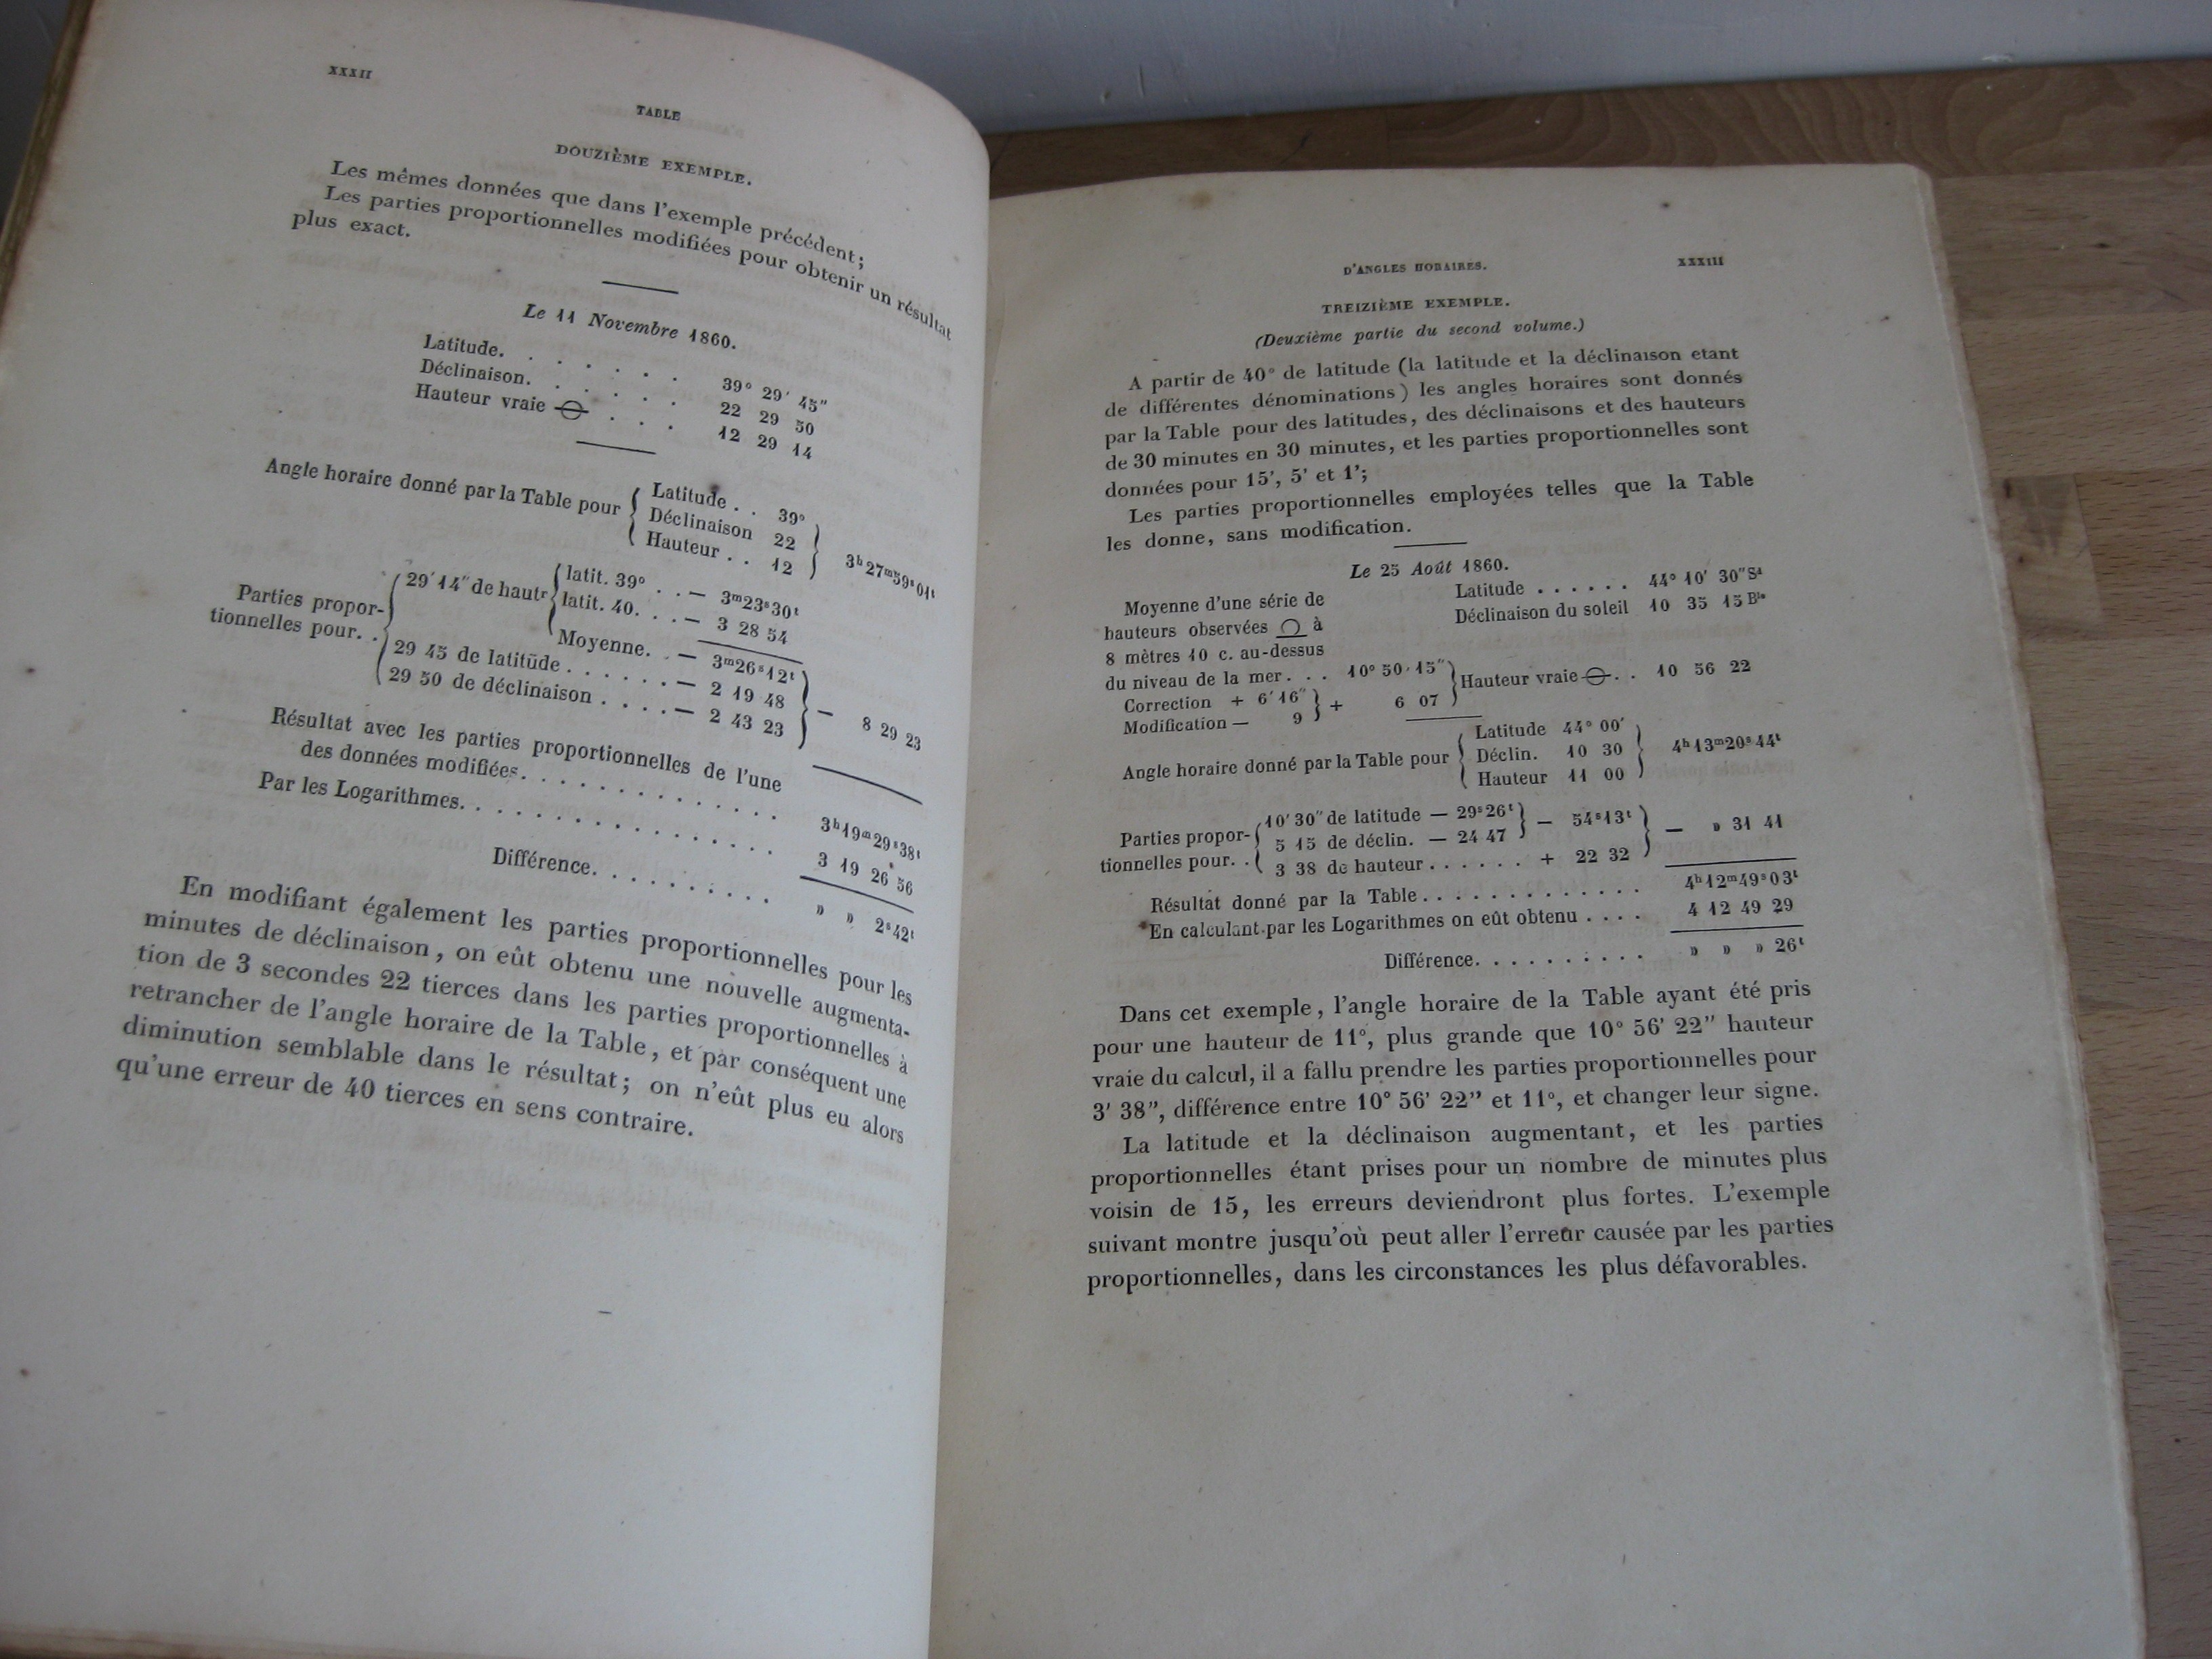 XXXII
TABLE
DOUZIÈME EXEMPLE.
Les mêmes données que dans l'exemple précédent ;
Les parties proportionnelles modifiées pour obtenir un résultat
plus exact.
Le 11 Novembre 1860.
Latitude. . . . . . 39° 29′ 45″
Déclinaison. . . . . 22 29 50
Hauteur vraie . . . 12 29 14
Angle horaire donné par la Table pour { Latitude . . 39°
Déclinaison 22
Hauteur . . 12 } 3h27m59s01t
Parties propor-
tionnelles pour. . { 29′14″ de hautr { latit. 39° . . — 3m23s30t
latit. 40. . . — 3 28 54
Moyenne. . — 3m26s12t
29 45 de latitude . . . . . . — 2 19 48
29 50 de déclinaison . . . . — 2 43 23 } — 8 29 23
Résultat avec les parties proportionnelles de l'une
des données modifiées. . . . . . . . . . . . . 3h19m29s38t
Par les Logarithmes. . . . . . . . . . . . . . . 3 19 26 56
Différence. . . . . . . . . . » » 2s42t
En modifiant également les parties proportionnelles pour les
minutes de déclinaison, on eût obtenu une nouvelle augmenta-
tion de 3 secondes 22 tierces dans les parties proportionnelles à
retrancher de l'angle horaire de la Table, et par conséquent une
diminution semblable dans le résultat ; on n'eût plus eu alors
qu'une erreur de 40 tierces en sens contraire.
D'ANGLES HORAIRES.
XXXIII
TREIZIÈME EXEMPLE.
(Deuxième partie du second volume.)
A partir de 40° de latitude (la latitude et la déclinaison etant
de différentes dénominations) les angles horaires sont donnés
par la Table pour des latitudes, des déclinaisons et des hauteurs
de 30 minutes en 30 minutes, et les parties proportionnelles sont
données pour 15′, 5′ et 1′;
Les parties proportionnelles employées telles que la Table
les donne, sans modification.
Le 25 Août 1860.
Latitude . . . . . . 44° 10′ 30″ Sd
Déclinaison du soleil 10 35 15 Ble
Moyenne d'une série de
hauteurs observées à
8 mètres 10 c. au-dessus
du niveau de la mer. . . 10° 50′ 15″
Correction + 6′ 16″
Modification — 9 } + 6 07 } Hauteur vraie . . 10 56 22
Angle horaire donné par la Table pour { Latitude 44° 00′
Déclin. 10 30
Hauteur 11 00 } 4h13m20s44t
Parties propor-
tionnelles pour. . { 10′ 30″ de latitude — 29s26t
5 15 de déclin. — 24 47 } — 54s13t
3 38 de hauteur . . . . . . + 22 32 } — » 31 41
Résultat donné par la Table . . . . . . . . . . . . . 4h12m49s03t
En calculant par les Logarithmes on eût obtenu . . . . 4 12 49 29
Différence. . . . . . . . . . » » » 26t
Dans cet exemple, l'angle horaire de la Table ayant été pris
pour une hauteur de 11°, plus grande que 10° 56′ 22″ hauteur
vraie du calcul, il a fallu prendre les parties proportionnelles pour
3′ 38″, différence entre 10° 56′ 22″ et 11°, et changer leur signe.
La latitude et la déclinaison augmentant, et les parties
proportionnelles étant prises pour un nombre de minutes plus
voisin de 15, les erreurs deviendront plus fortes. L'exemple
suivant montre jusqu'où peut aller l'erreur causée par les parties
proportionnelles, dans les circonstances les plus défavorables.